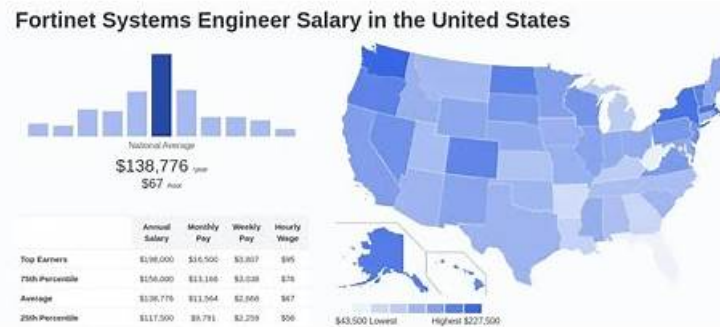 Fortinet Systems Engineer Salary in the United States
National Average
$138,776 /year
$67 /hour
Annual Salary Monthly Pay Weekly Pay Hourly Wage
Top Earners $198,000 $16,500 $3,807 $95
75th Percentile $158,000 $13,166 $3,038 $76
Average $138,776 $11,564 $2,668 $67
25th Percentile $117,500 $9,791 $2,259 $56
$43,500 Lowest Highest $227,500